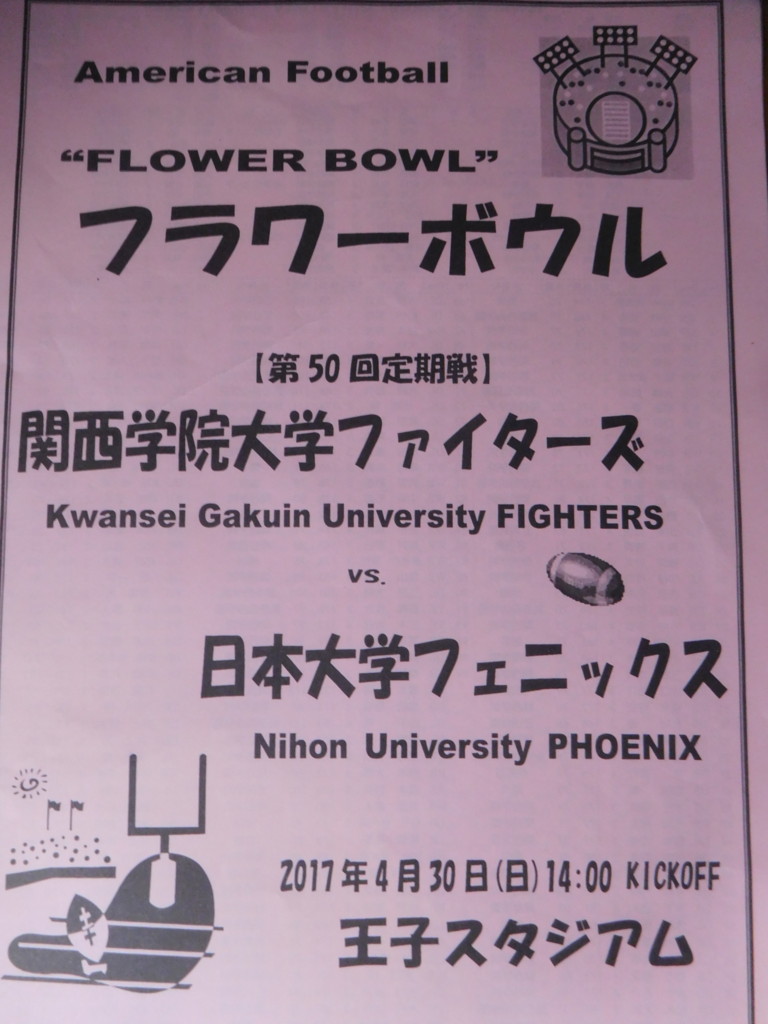 American Football
“FLOWER BOWL”
フラワーボウル
【第50回定期戦】
関西学院大学ファイターズ
Kwansei Gakuin University FIGHTERS
vs.
日本大学フェニックス
Nihon University PHOENIX
2017年4月30日(日)14:00 KICKOFF
王子スタジアム